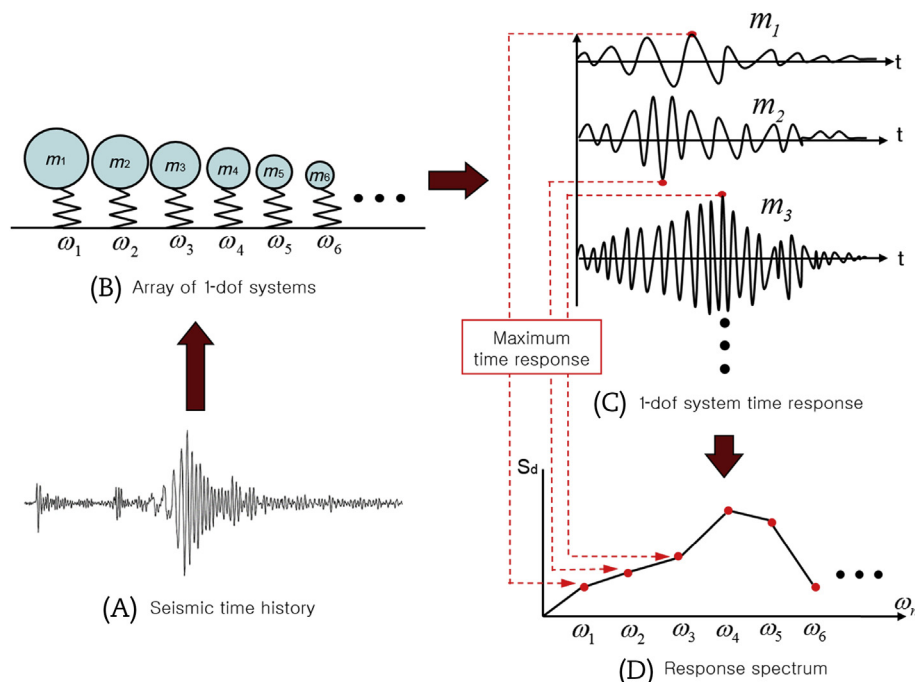 m1 m2 m3 m4 m5 m6
ω1 ω2 ω3 ω4 ω5 ω6
(B) Array of 1-dof systems
(A) Seismic time history
m1
t
m2
t
m3
t
Maximum
time response
(C) 1-dof system time response
Sd
ωn
ω1 ω2 ω3 ω4 ω5 ω6
(D) Response spectrum